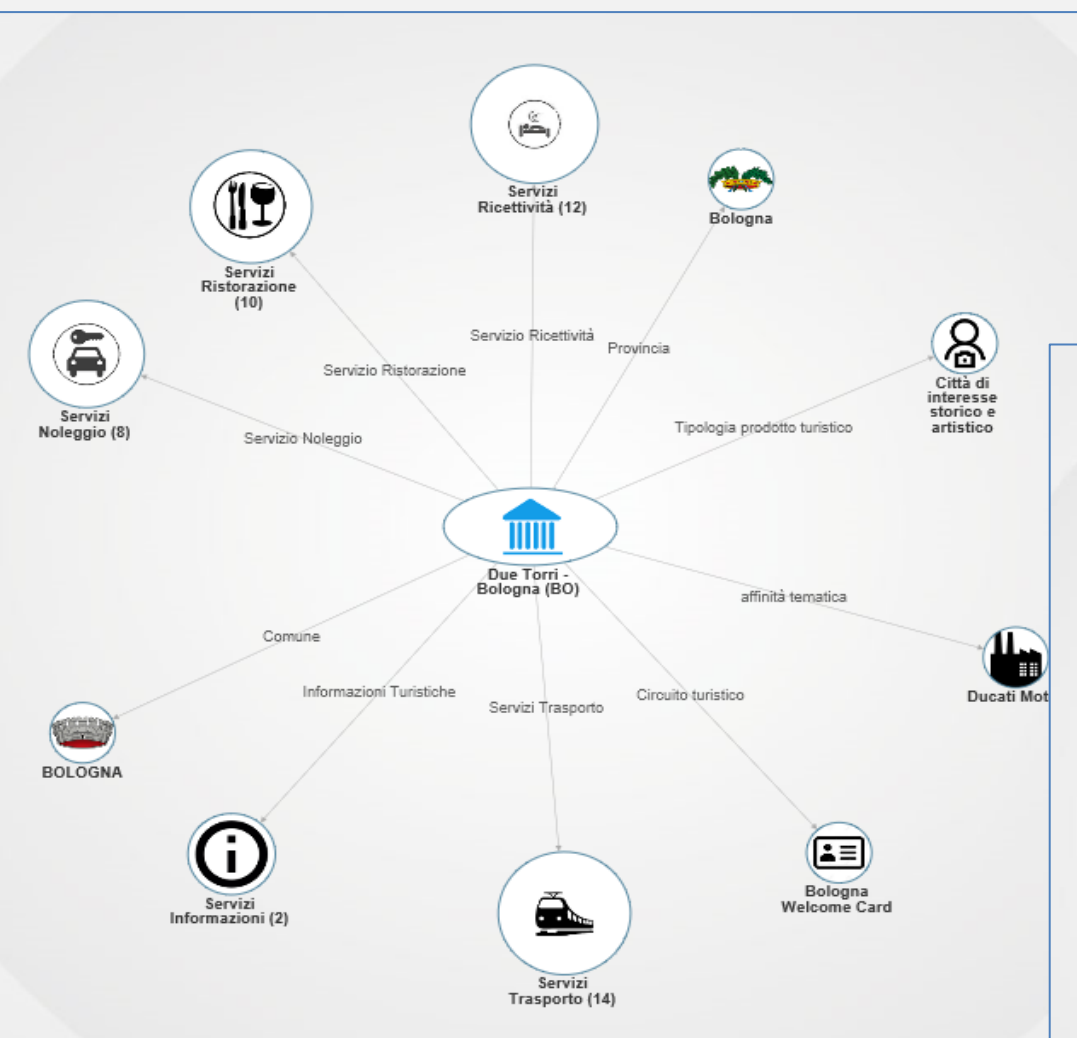 Servizi
Ricettività (12)
Bologna
Servizi
Ristorazione
(10)
Servizi
Noleggio (8)
Servizio Ricettività
Provincia
Servizio Ristorazione
Città di
interesse
storico e
artistico
Tipologia prodotto turistico
Servizio Noleggio
Due Torri -
Bologna (BO)
affinità tematica
Comune
Informazioni Turistiche
Servizi Trasporto
Circuito turistico
Ducati Mot
BOLOGNA
Servizi
Informazioni (2)
Bologna
Welcome Card
Servizi
Trasporto (14)